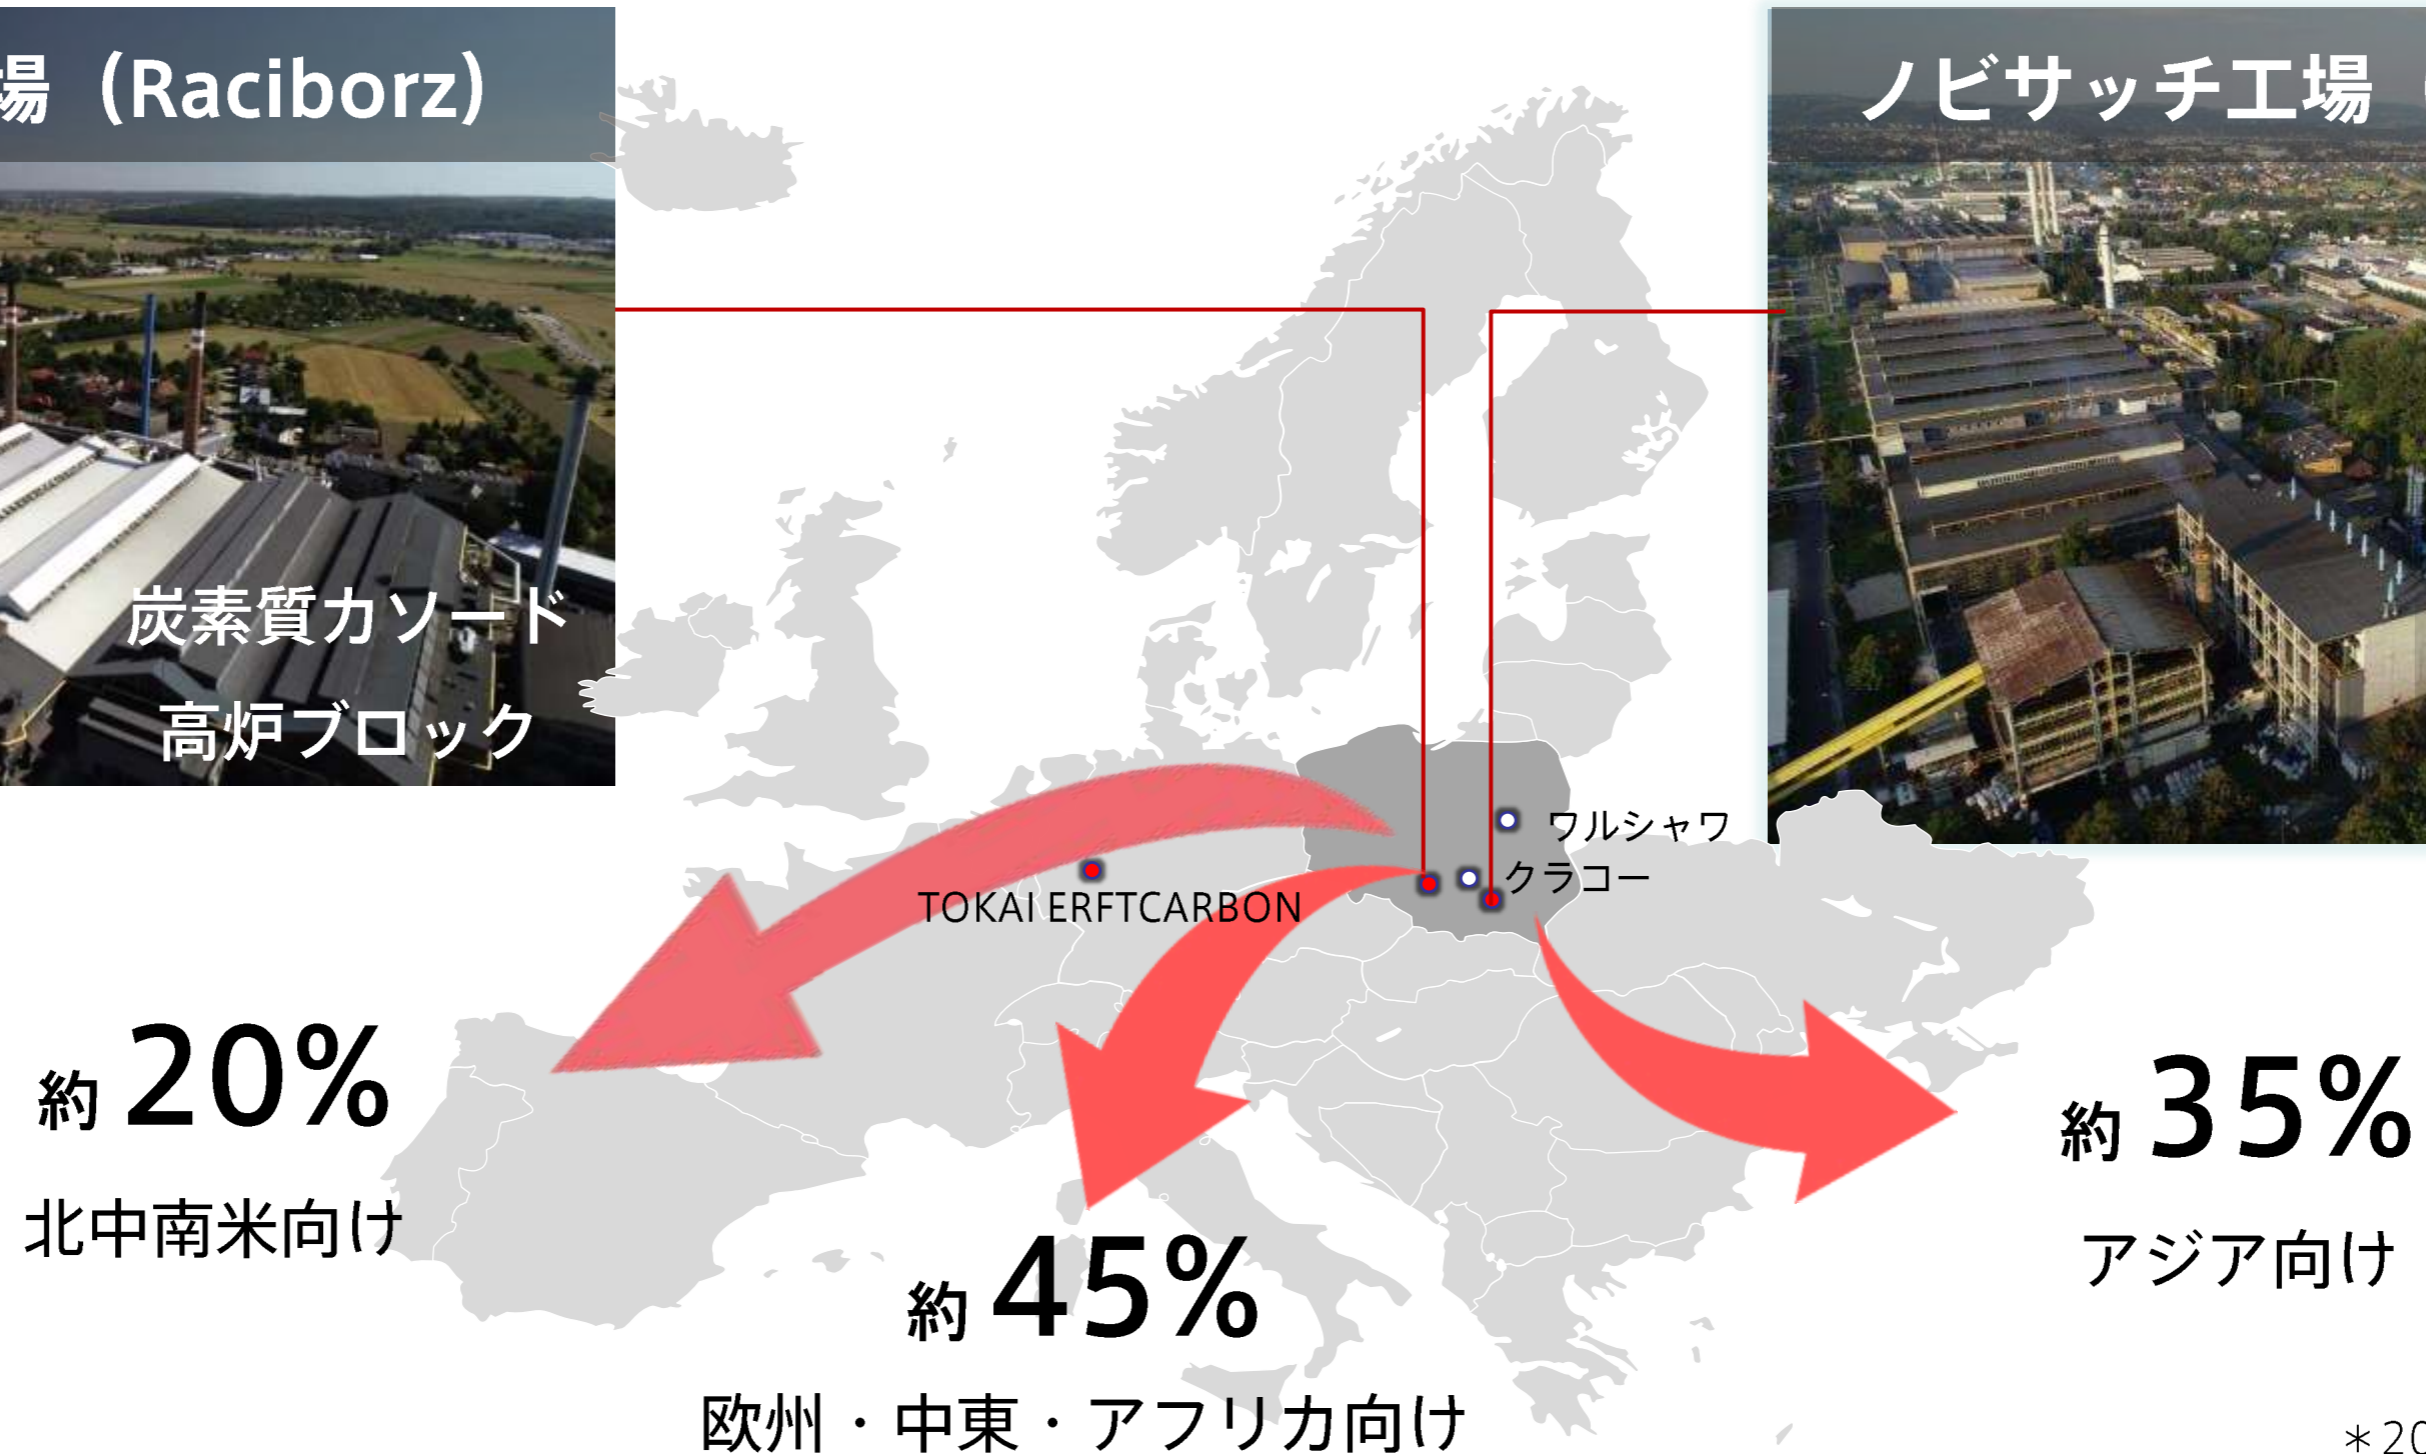 場（Raciborz）
ノビサッチ工場（
炭素質カソード
高炉ブロック
ワルシャワ
クラコー
TOKAI ERFTCARBON
約 20%
北中南米向け
約 45%
欧州・中東・アフリカ向け
約 35%
アジア向け
＊20